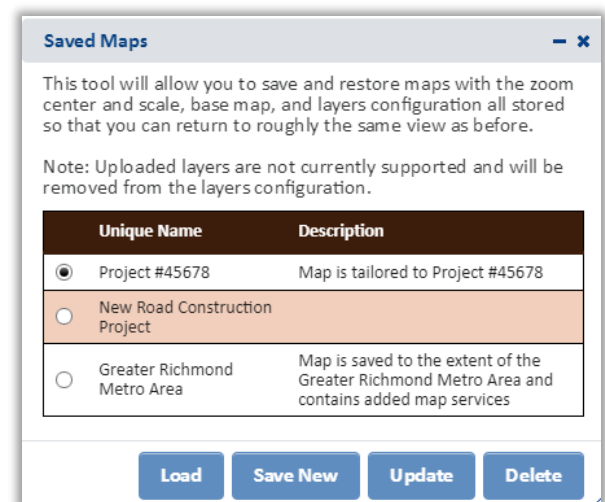 Saved Maps
This tool will allow you to save and restore maps with the zoom
center and scale, base map, and layers configuration all stored
so that you can return to roughly the same view as before.
Note: Uploaded layers are not currently supported and will be
removed from the layers configuration.
Unique Name Description
Project #45678 Map is tailored to Project #45678
New Road Construction
Project
Greater Richmond
Metro Area
Map is saved to the extent of the
Greater Richmond Metro Area and
contains added map services
Load Save New Update Delete